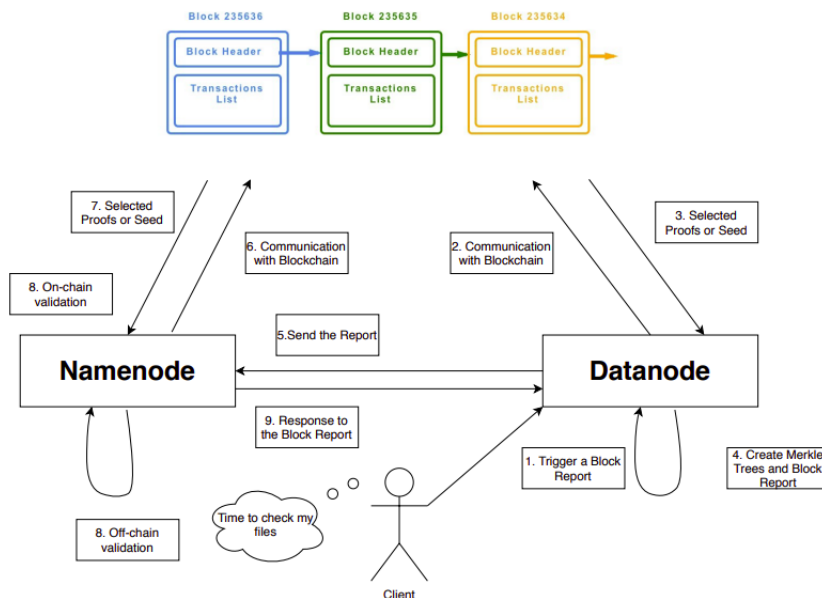 Block 235636
Block 235635
Block 235634
Block Header
Block Header
Block Header
Transactions
List
Transactions
List
Transactions
List
7. Selected
Proofs or Seed
3. Selected
Proofs or Seed
6. Communication
with Blockchain
2. Communication
with Blockchain
8. On-chain
validation
5.Send the Report
Namenode
Datanode
9. Response to
the Block Report
1. Trigger a Block
Report
4. Create Merkle
Trees and Block
Report
Time to check my
files
8. Off-chain
validation
Client